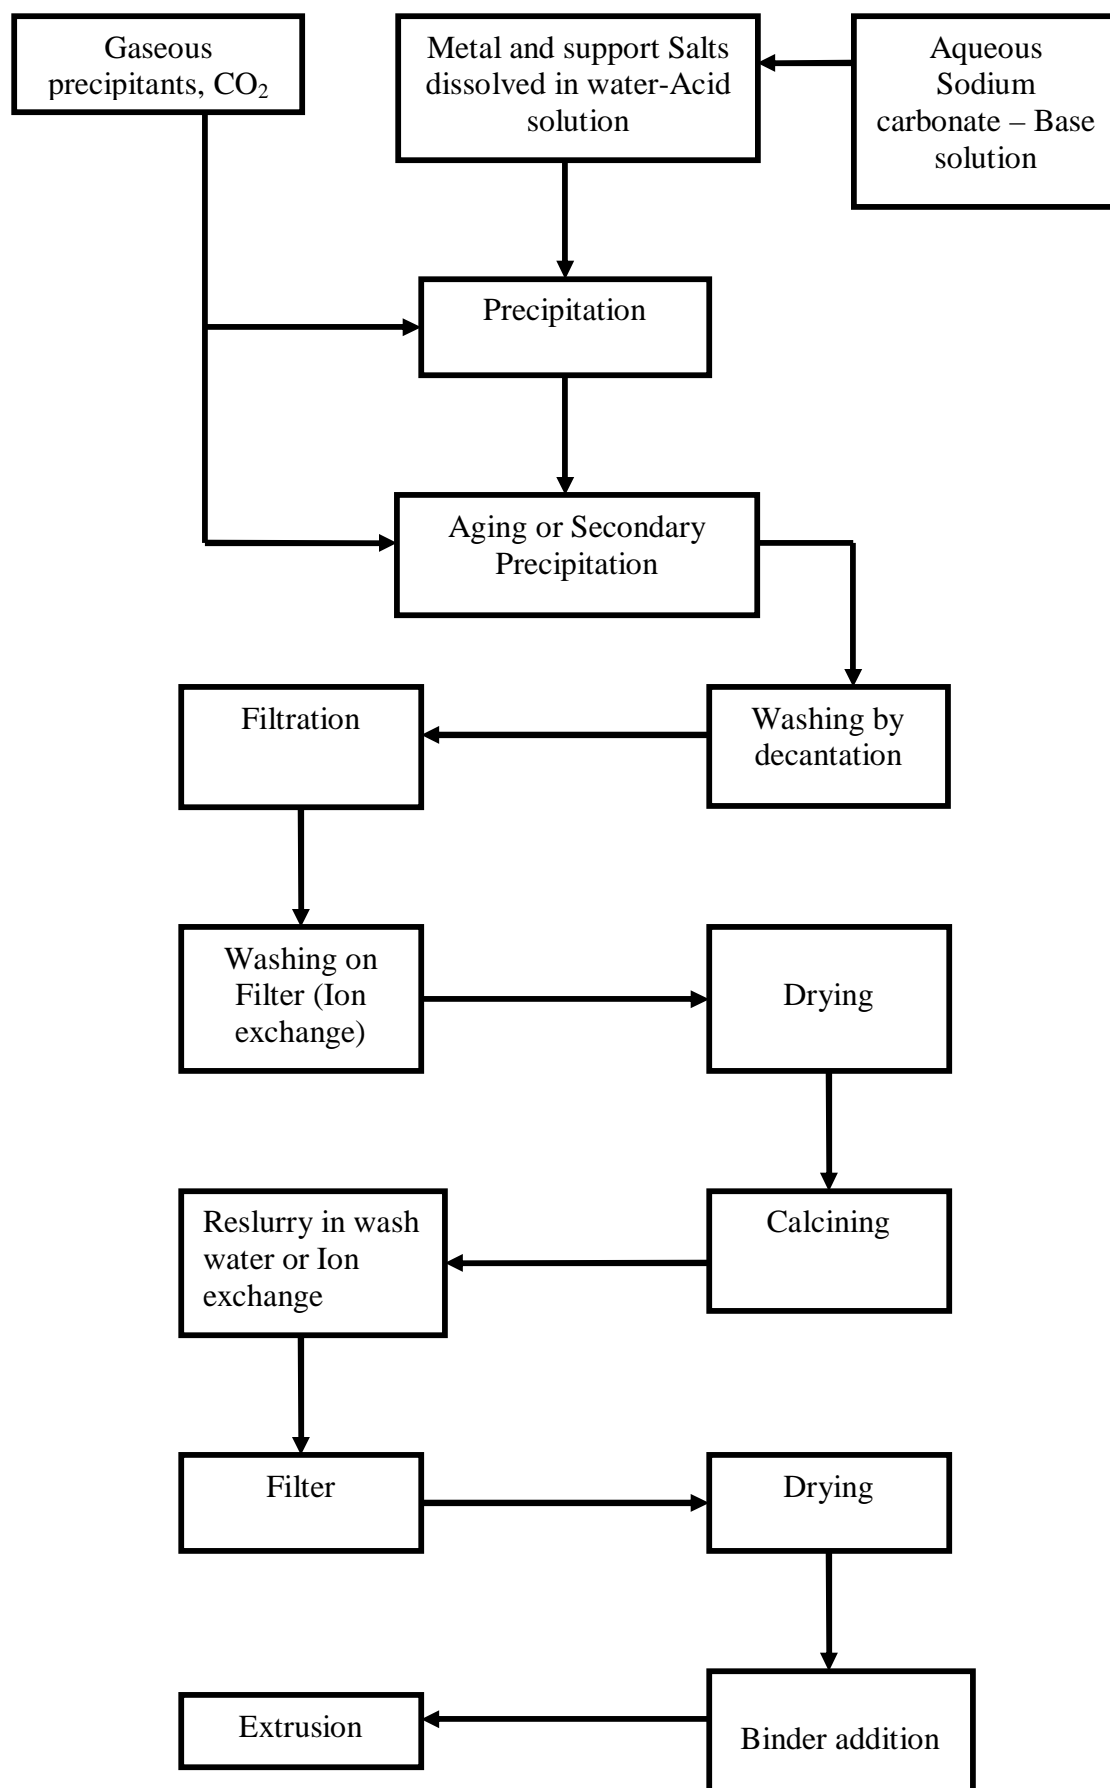 Gaseous
precipitants, CO₂
Metal and support Salts
dissolved in water-Acid
solution
Aqueous
Sodium
carbonate – Base
solution
Precipitation
Aging or Secondary
Precipitation
Filtration
Washing by
decantation
Washing on
Filter (Ion
exchange)
Drying
Calcining
Reslurry in wash
water or Ion
exchange
Filter
Drying
Extrusion
Binder addition